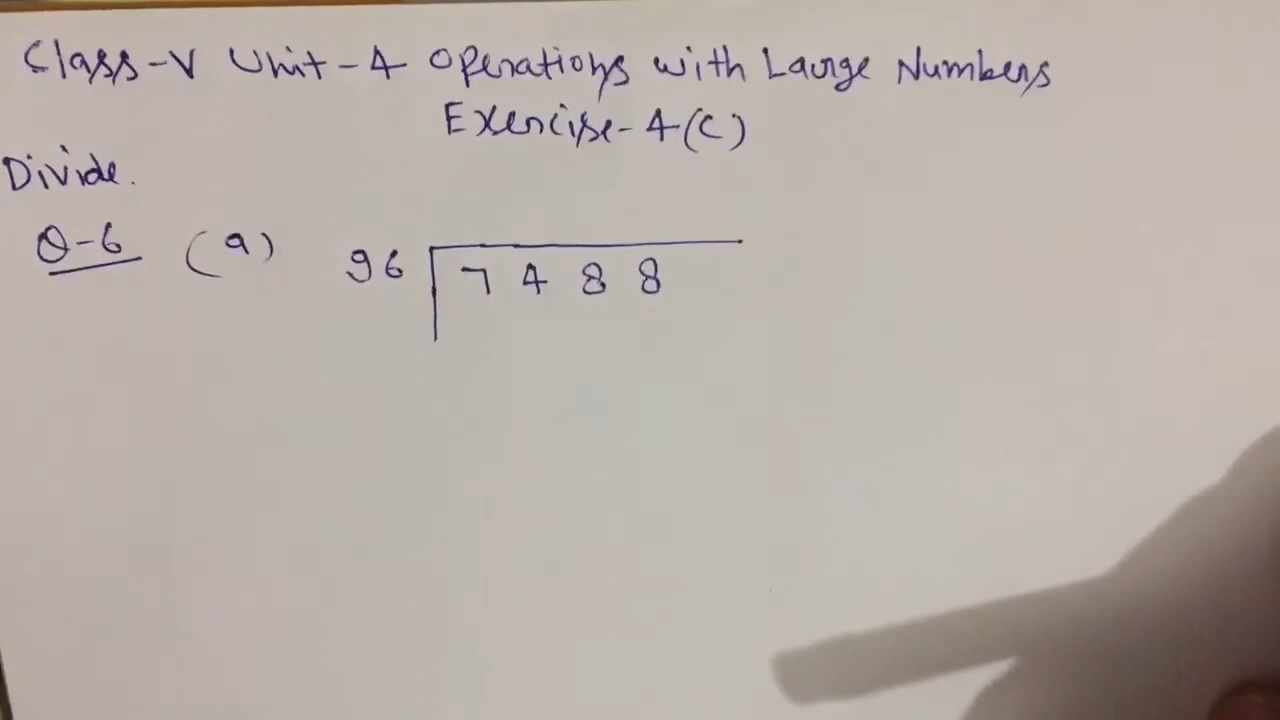 Class-V Unit-4 Operations with Large Numbers
Exercise-4(c)
Divide.
Q-6 (a) 96 7488